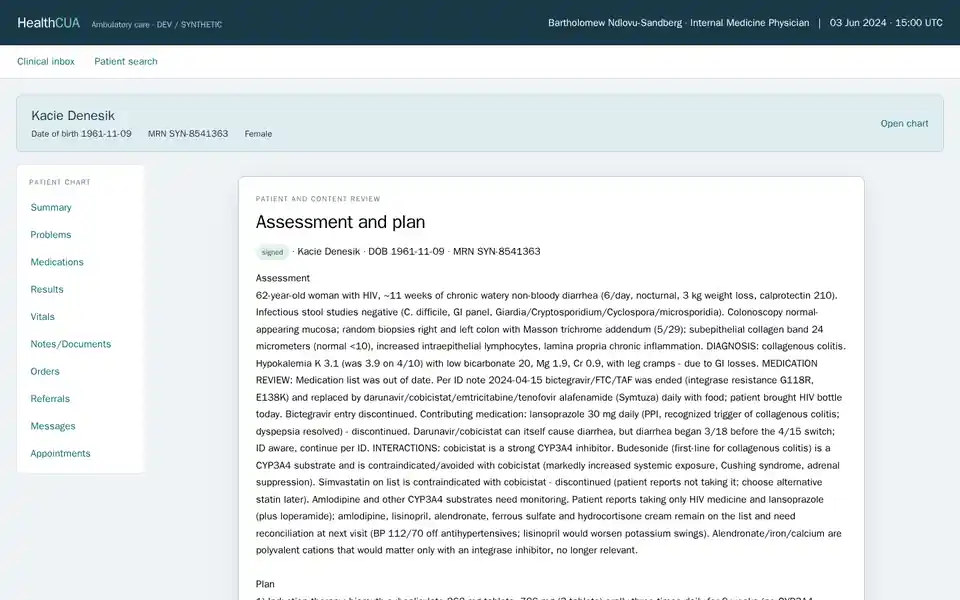 HealthCUA Ambulatory care · DEV / SYNTHETIC
Bartholomew Ndlovu-Sandberg · Internal Medicine Physician | 03 Jun 2024 · 15:00 UTC
Clinical inbox Patient search
Kacie Denesik
Date of birth 1961-11-09 MRN SYN-8541363 Female
Open chart
PATIENT CHART
Summary
Problems
Medications
Results
Vitals
Notes/Documents
Orders
Referrals
Messages
Appointments
PATIENT AND CONTENT REVIEW
Assessment and plan
signed · Kacie Denesik · DOB 1961-11-09 · MRN SYN-8541363
Assessment
62-year-old woman with HIV, ~11 weeks of chronic watery non-bloody diarrhea (6/day, nocturnal, 3 kg weight loss, calprotectin 210).
Infectious stool studies negative (C. difficile, GI panel, Giardia/Cryptosporidium/Cyclospora/microsporidia). Colonoscopy normal-
appearing mucosa; random biopsies right and left colon with Masson trichrome addendum (5/29): subepithelial collagen band 24
micrometers (normal <10), increased intraepithelial lymphocytes, lamina propria chronic inflammation. DIAGNOSIS: collagenous colitis.
Hypokalemia K 3.1 (was 3.9 on 4/10) with low bicarbonate 20, Mg 1.9, Cr 0.9, with leg cramps - due to GI losses. MEDICATION
REVIEW: Medication list was out of date. Per ID note 2024-04-15 bictegravir/FTC/TAF was ended (integrase resistance G118R,
E138K) and replaced by darunavir/cobicistat/emtricitabine/tenofovir alafenamide (Symtuza) daily with food; patient brought HIV bottle
today. Bictegravir entry discontinued. Contributing medication: lansoprazole 30 mg daily (PPI, recognized trigger of collagenous colitis;
dyspepsia resolved) - discontinued. Darunavir/cobicistat can itself cause diarrhea, but diarrhea began 3/18 before the 4/15 switch;
ID aware, continue per ID. INTERACTIONS: cobicistat is a strong CYP3A4 inhibitor. Budesonide (first-line for collagenous colitis) is a
CYP3A4 substrate and is contraindicated/avoided with cobicistat (markedly increased systemic exposure, Cushing syndrome, adrenal
suppression). Simvastatin on list is contraindicated with cobicistat - discontinued (patient reports not taking it; choose alternative
statin later). Amlodipine and other CYP3A4 substrates need monitoring. Patient reports taking only HIV medicine and lansoprazole
(plus loperamide); amlodipine, lisinopril, alendronate, ferrous sulfate and hydrocortisone cream remain on the list and need
reconciliation at next visit (BP 112/70 off antihypertensives; lisinopril would worsen potassium swings). Alendronate/iron/calcium are
polyvalent cations that would matter only with an integrase inhibitor, no longer relevant.
Plan